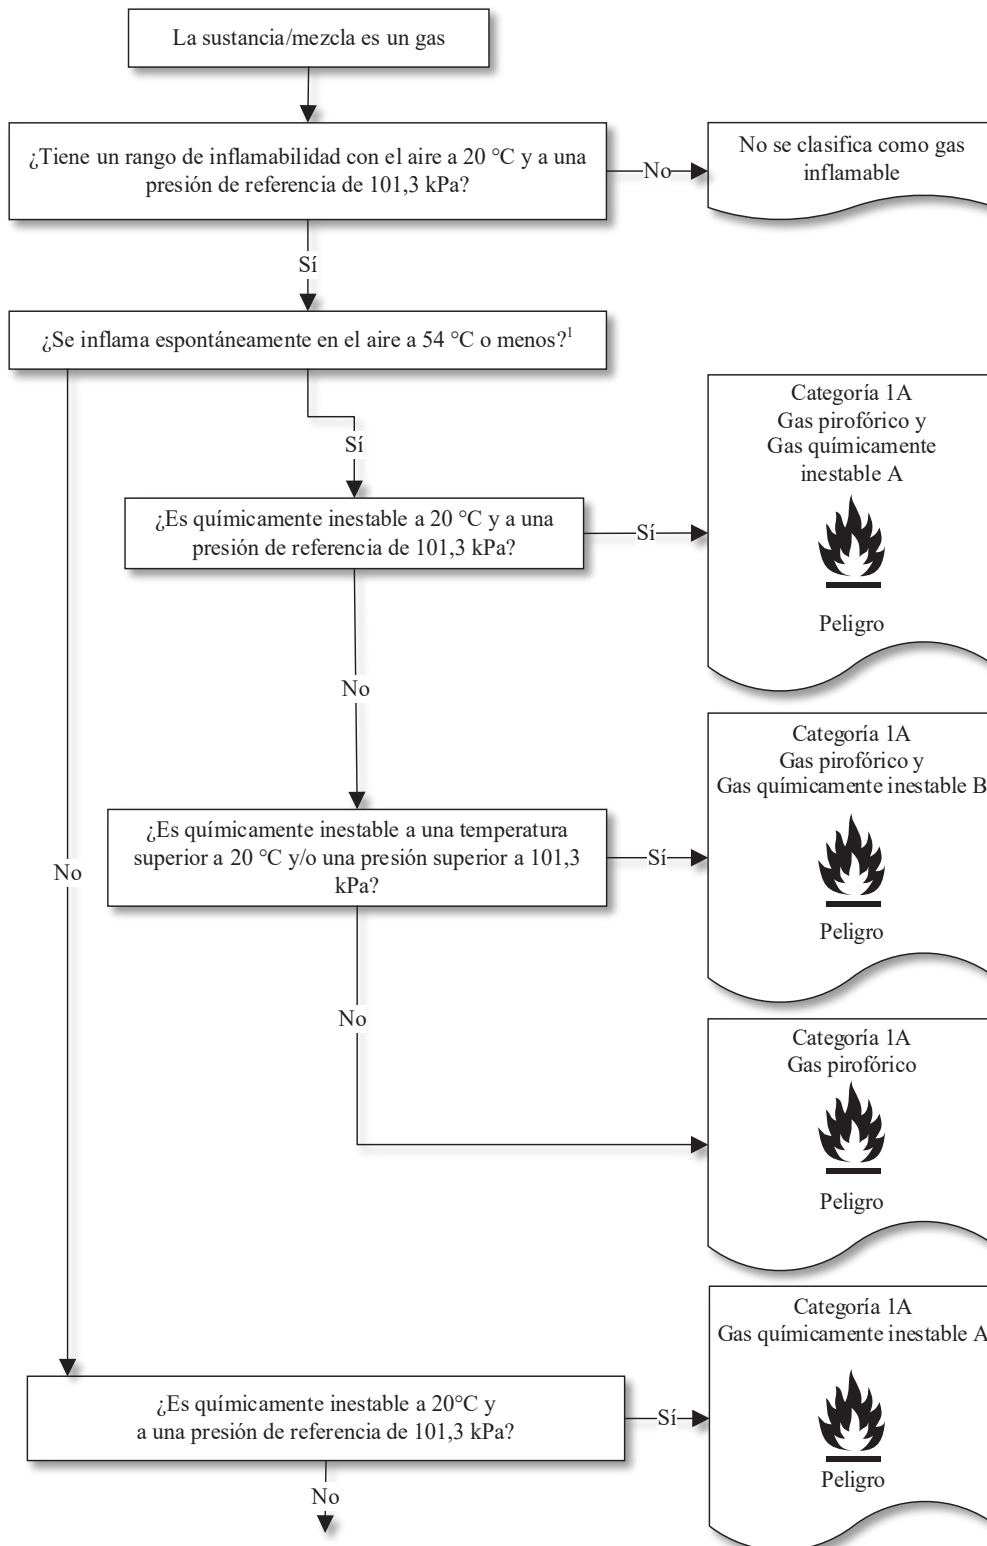 La sustancia/mezcla es un gas
¿Tiene un rango de inflamabilidad con el aire a 20 °C y a una
presión de referencia de 101,3 kPa?
No
No se clasifica como gas
inflamable
Sí
¿Se inflama espontáneamente en el aire a 54 °C o menos?¹
Sí
Categoría 1A
Gas pirofórico y
Gas químicamente
inestable A
Peligro
¿Es químicamente inestable a 20 °C y a una
presión de referencia de 101,3 kPa?
Sí
No
Categoría 1A
Gas pirofórico y
Gas químicamente inestable B
Peligro
¿Es químicamente inestable a una temperatura
superior a 20 °C y/o una presión superior a 101,3
kPa?
Sí
No
No
Categoría 1A
Gas pirofórico
Peligro
Categoría 1A
Gas químicamente inestable A
Peligro
¿Es químicamente inestable a 20°C y
a una presión de referencia de 101,3 kPa?
Sí
No